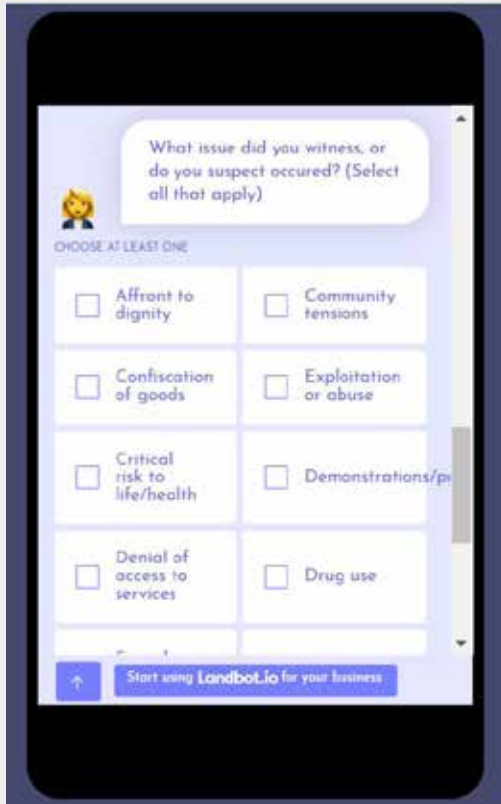 What issue did you witness, or
do you suspect occured? (Select
all that apply)
CHOOSE AT LEAST ONE
Affront to
dignity
Community
tensions
Confiscation
of goods
Exploitation
or abuse
Critical
risk to
life/health
Demonstrations/p
Denial of
access to
services
Drug use
Start using Landbot.io for your business